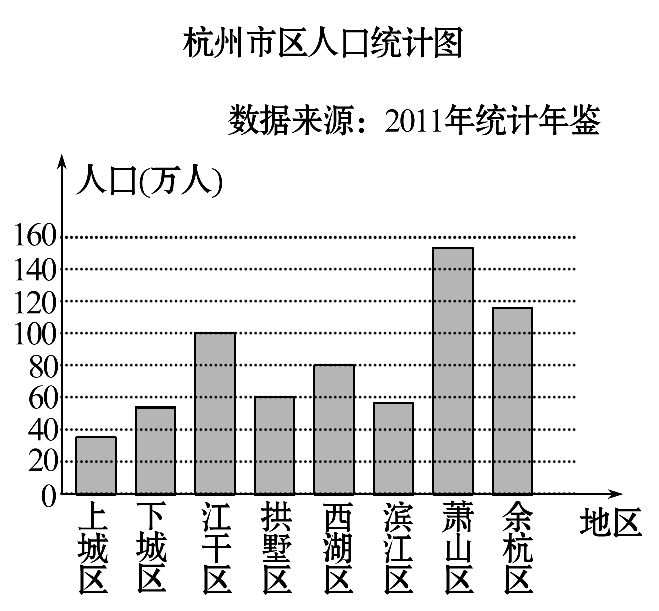 杭州市区人口统计图
数据来源：2011年统计年鉴
人口(万人)
160
140
120
100
80
60
40
20
0
上城区
下城区
江干区
拱墅区
西湖区
滨江区
萧山区
余杭区
地区